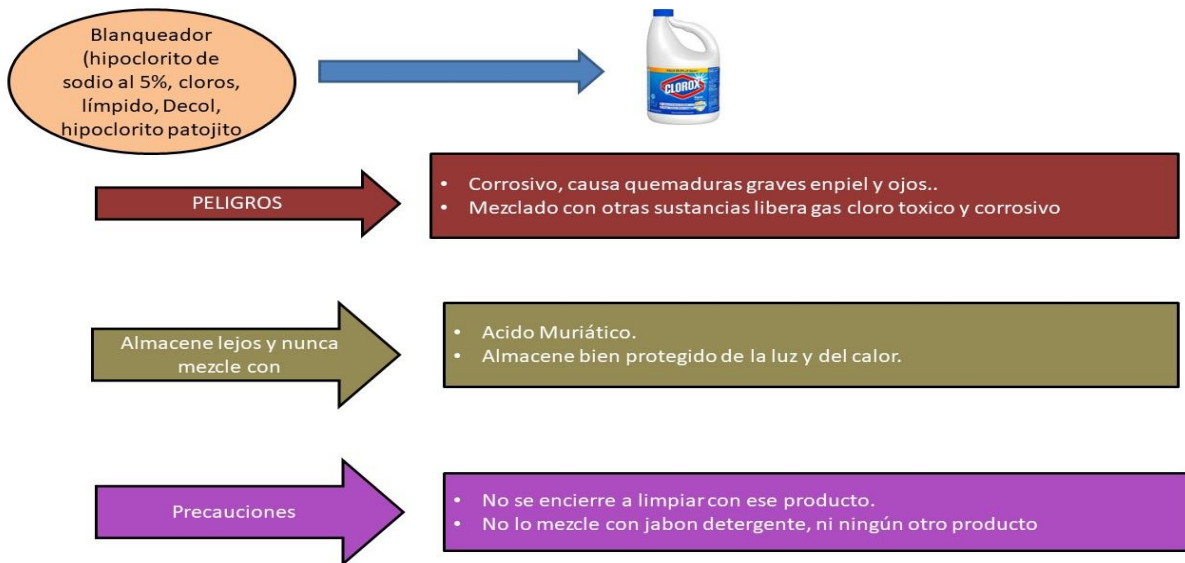 Blanqueador
(hipoclorito de
sodio al 5%, cloros,
límpido, Decol,
hipoclorito patojito
CLOROX
PELIGROS
• Corrosivo, causa quemaduras graves enpiel y ojos..
• Mezclado con otras sustancias libera gas cloro toxico y corrosivo
Almacene lejos y nunca
mezcle con
• Acido Muriático.
• Almacene bien protegido de la luz y del calor.
Precauciones
• No se encierre a limpiar con ese producto.
• No lo mezcle con jabon detergente, ni ningún otro producto